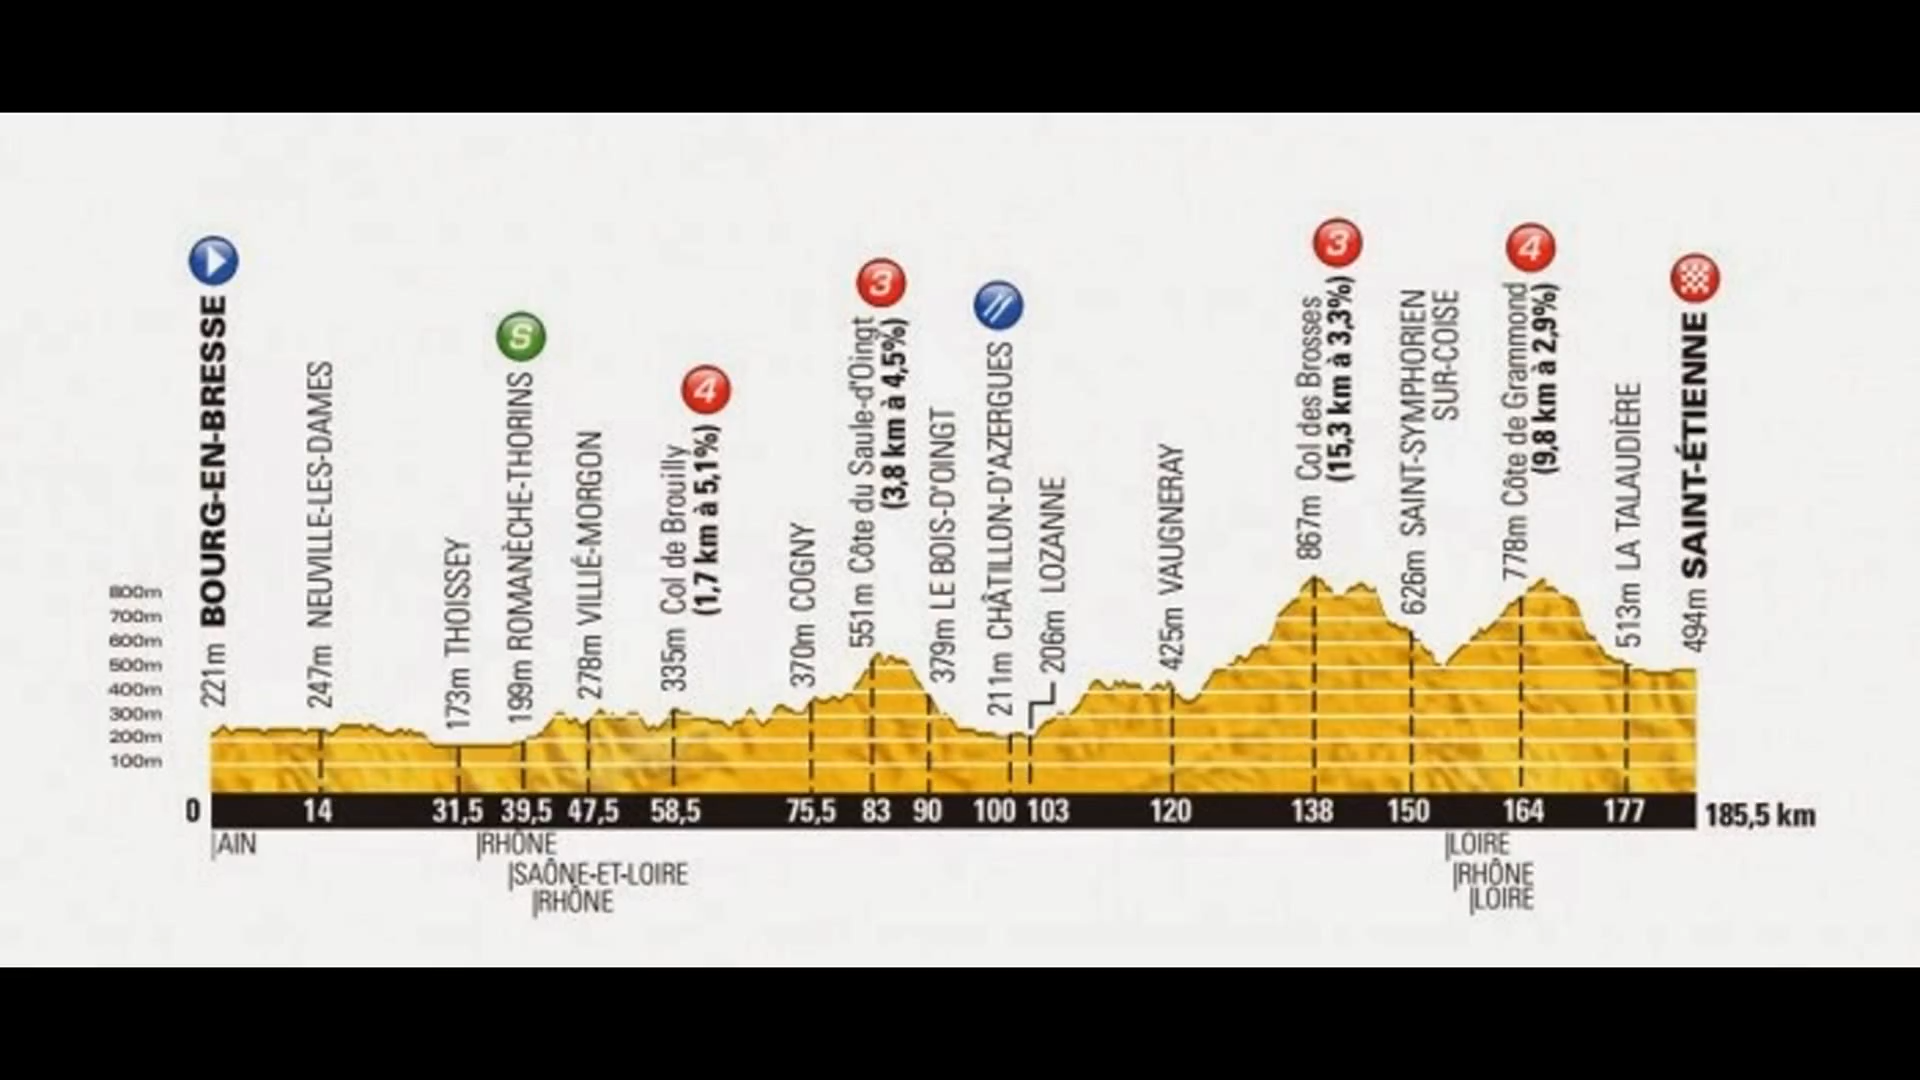 221m BOURG-EN-BRESSE
247m NEUVILLE-LES-DAMES
173m THOISSEY
199m ROMANÈCHE-THORINS
S
278m VILLIÉ-MORGON
335m Col de Brouilly
(1,7 km à 5,1%)
4
370m COGNY
551m Côte du Saule-d'Oingt
(3,8 km à 4,5%)
3
379m LE BOIS-D'OINGT
211m CHÂTILLON-D'AZERGUES
206m LOZANNE
425m VAUGNERAY
867m Col des Brosses
(15,3 km à 3,3%)
3
626m SAINT-SYMPHORIEN
SUR-COISE
778m Côte de Grammond
(9,8 km à 2,9%)
4
513m LA TALAUDIÈRE
494m SAINT-ÉTIENNE
800m
700m
600m
500m
400m
300m
200m
100m
0 14 31,5 39,5 47,5 58,5 75,5 83 90 100 103 120 138 150 164 177 185,5 km
|AIN |RHÔNE |LOIRE
|SAÔNE-ET-LOIRE |RHÔNE
|RHÔNE |LOIRE